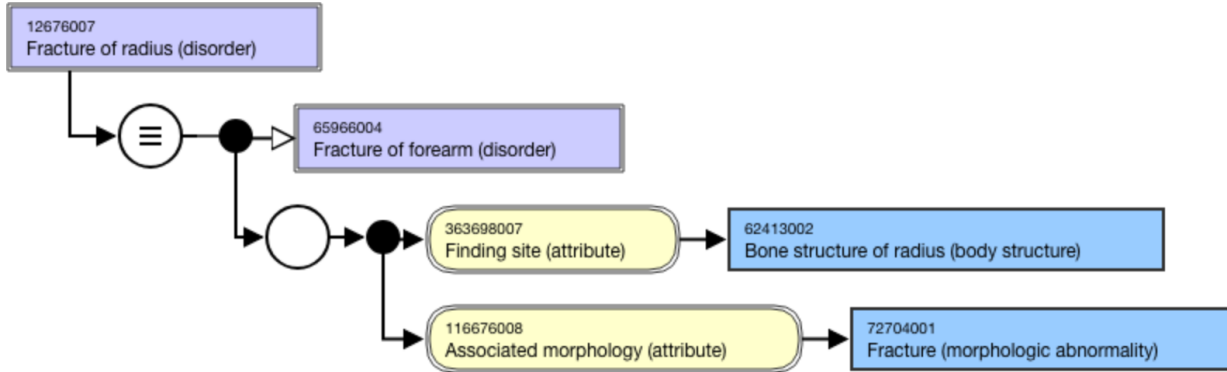 12676007
Fracture of radius (disorder)
65966004
Fracture of forearm (disorder)
363698007
Finding site (attribute)
62413002
Bone structure of radius (body structure)
116676008
Associated morphology (attribute)
72704001
Fracture (morphologic abnormality)